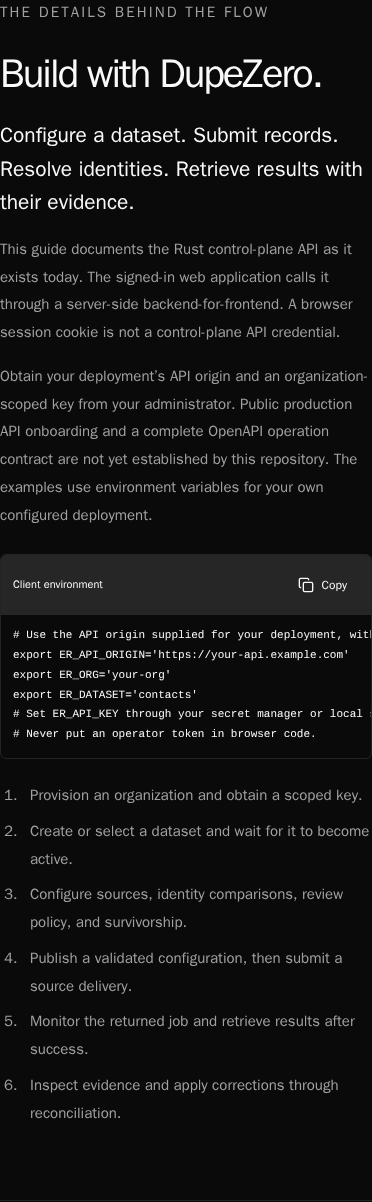 THE DETAILS BEHIND THE FLOW
Build with DupeZero.
Configure a dataset. Submit records.
Resolve identities. Retrieve results with
their evidence.
This guide documents the Rust control-plane API as it
exists today. The signed-in web application calls it
through a server-side backend-for-frontend. A browser
session cookie is not a control-plane API credential.
Obtain your deployment’s API origin and an organization-
scoped key from your administrator. Public production
API onboarding and a complete OpenAPI operation
contract are not yet established by this repository. The
examples use environment variables for your own
configured deployment.
Client environment
Copy
# Use the API origin supplied for your deployment,
export ER_API_ORIGIN='https://your-api.example.com'
export ER_ORG='your-org'
export ER_DATASET='contacts'
# Set ER_API_KEY through your secret manager or local
# Never put an operator token in browser code.
1. Provision an organization and obtain a scoped key.
2. Create or select a dataset and wait for it to become
active.
3. Configure sources, identity comparisons, review
policy, and survivorship.
4. Publish a validated configuration, then submit a
source delivery.
5. Monitor the returned job and retrieve results after
success.
6. Inspect evidence and apply corrections through
reconciliation.